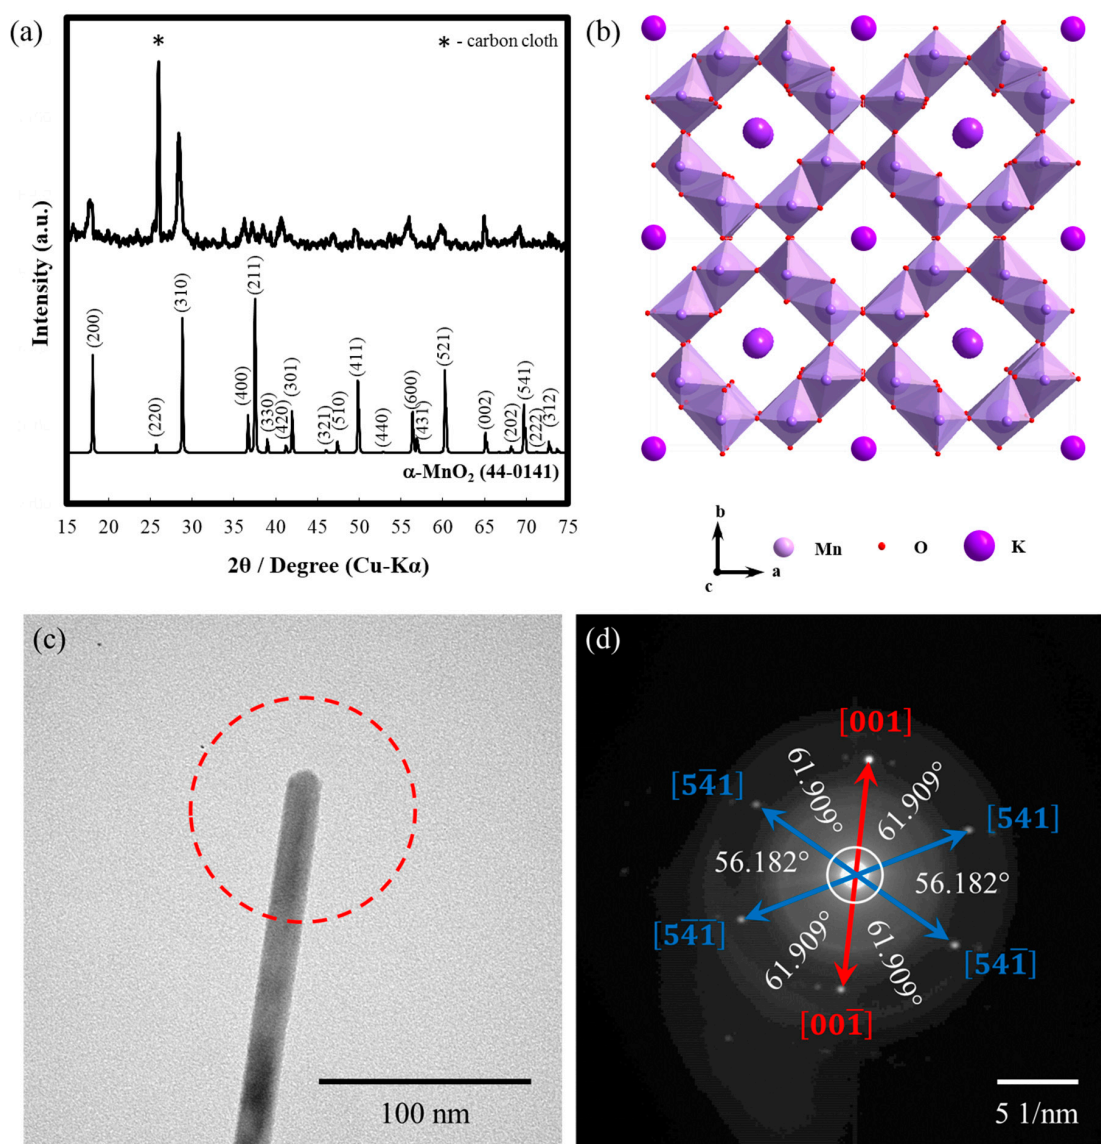 (a)
*
* - carbon cloth
Intensity (a.u.)
(200)
(220)
(310)
(400)
(211)
(330)
(420)
(301)
(321)
(510)
(411)
(440)
(600)
(431)
(521)
(002)
(202)
(541)
(222)
(312)
α-MnO₂ (44-0141)
15 20 25 30 35 40 45 50 55 60 65 70 75
2θ / Degree (Cu-Kα)
(b)
b
c
a
Mn
O
K
(c)
100 nm
(d)
[001]
[54̄1]
61.909°
61.909°
[541]
56.182°
56.182°
[54̄1̄]
61.909°
61.909°
[541̄]
[001̄]
5 1/nm